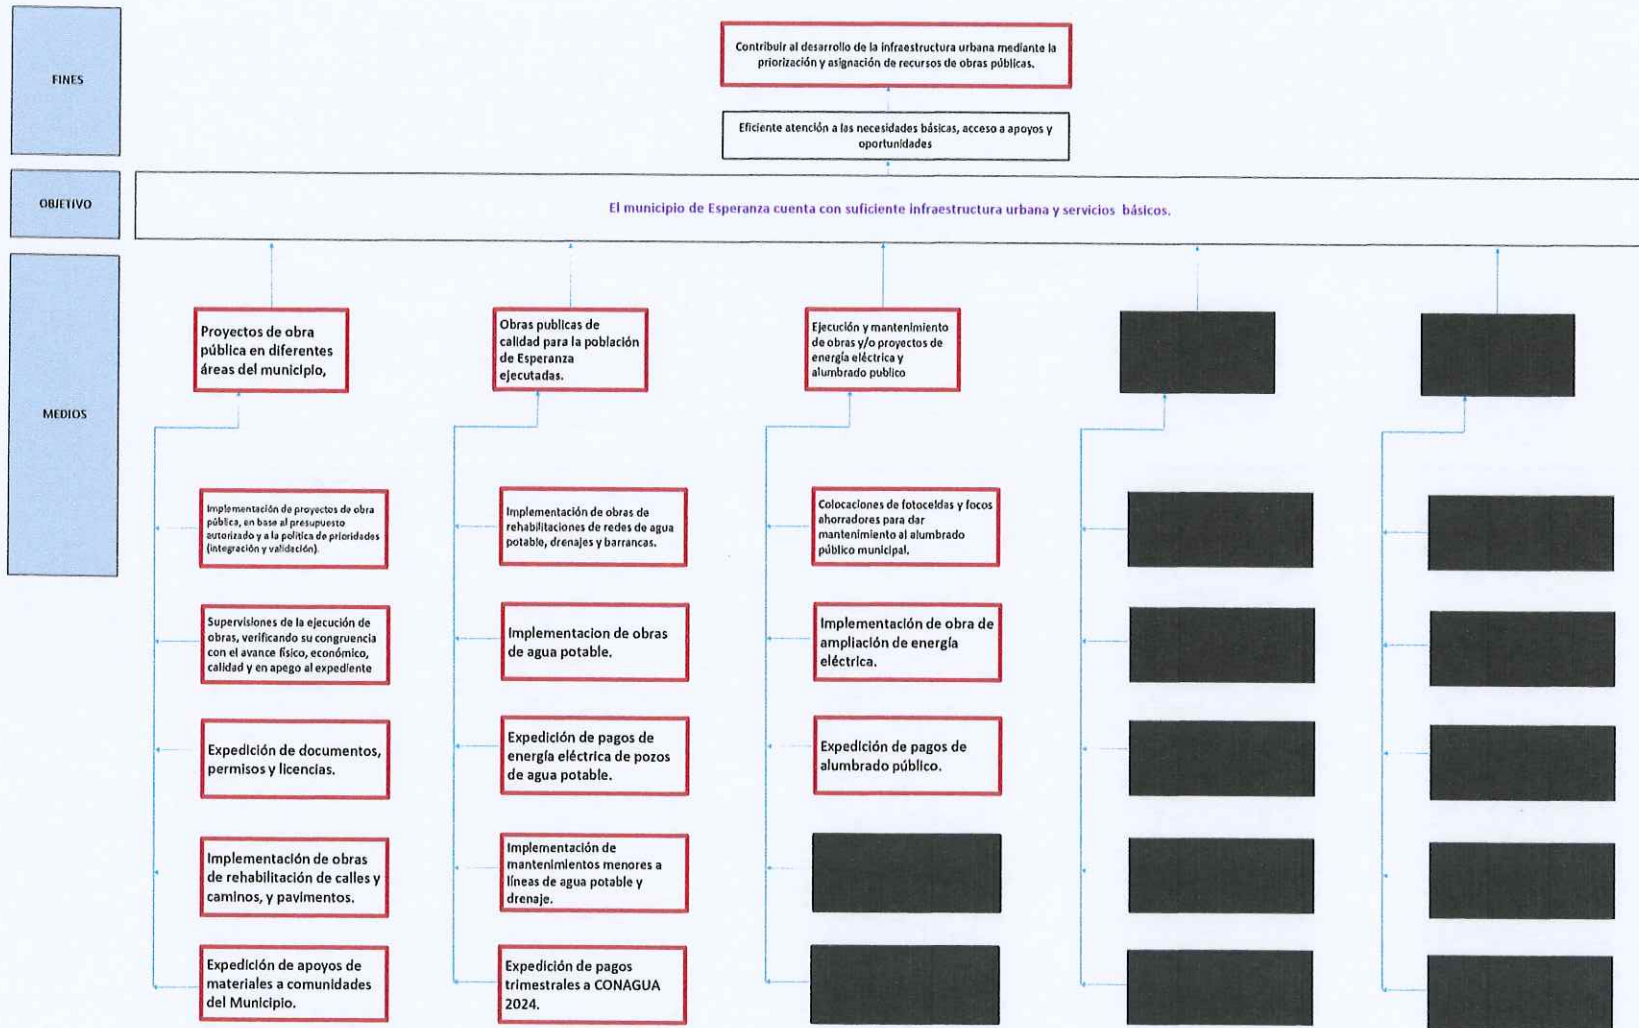 FINES
Contribuir al desarrollo de la infraestructura urbana mediante la
priorización y asignación de recursos de obras públicas.
Eficiente atención a las necesidades básicas, acceso a apoyos y
oportunidades
OBJETIVO
El municipio de Esperanza cuenta con suficiente infraestructura urbana y servicios básicos.
MEDIOS
Proyectos de obra
pública en diferentes
áreas del municipio,
Obras publicas de
calidad para la población
de Esperanza
ejecutadas.
Ejecución y mantenimiento
de obras y/o proyectos de
energía eléctrica y
alumbrado publico
Implementación de proyectos de obra
pública, en base al presupuesto
autorizado y a la política de prioridades
(integración y validación).
Implementación de obras de
rehabilitaciones de redes de agua
potable, drenajes y barrancas.
Colocaciones de fotoceldas y focos
ahorradores para dar
mantenimiento al alumbrado
público municipal.
Supervisiones de la ejecución de
obras, verificando su congruencia
con el avance físico, económico,
calidad y en apego al expediente
Implementacion de obras
de agua potable.
Implementación de obra de
ampliación de energía
eléctrica.
Expedición de documentos,
permisos y licencias.
Expedición de pagos de
energía eléctrica de pozos
de agua potable.
Expedición de pagos de
alumbrado público.
Implementación de obras
de rehabilitación de calles y
caminos, y pavimentos.
Implementación de
mantenimientos menores a
líneas de agua potable y
drenaje.
Expedición de apoyos de
materiales a comunidades
del Municipio.
Expedición de pagos
trimestrales a CONAGUA
2024.